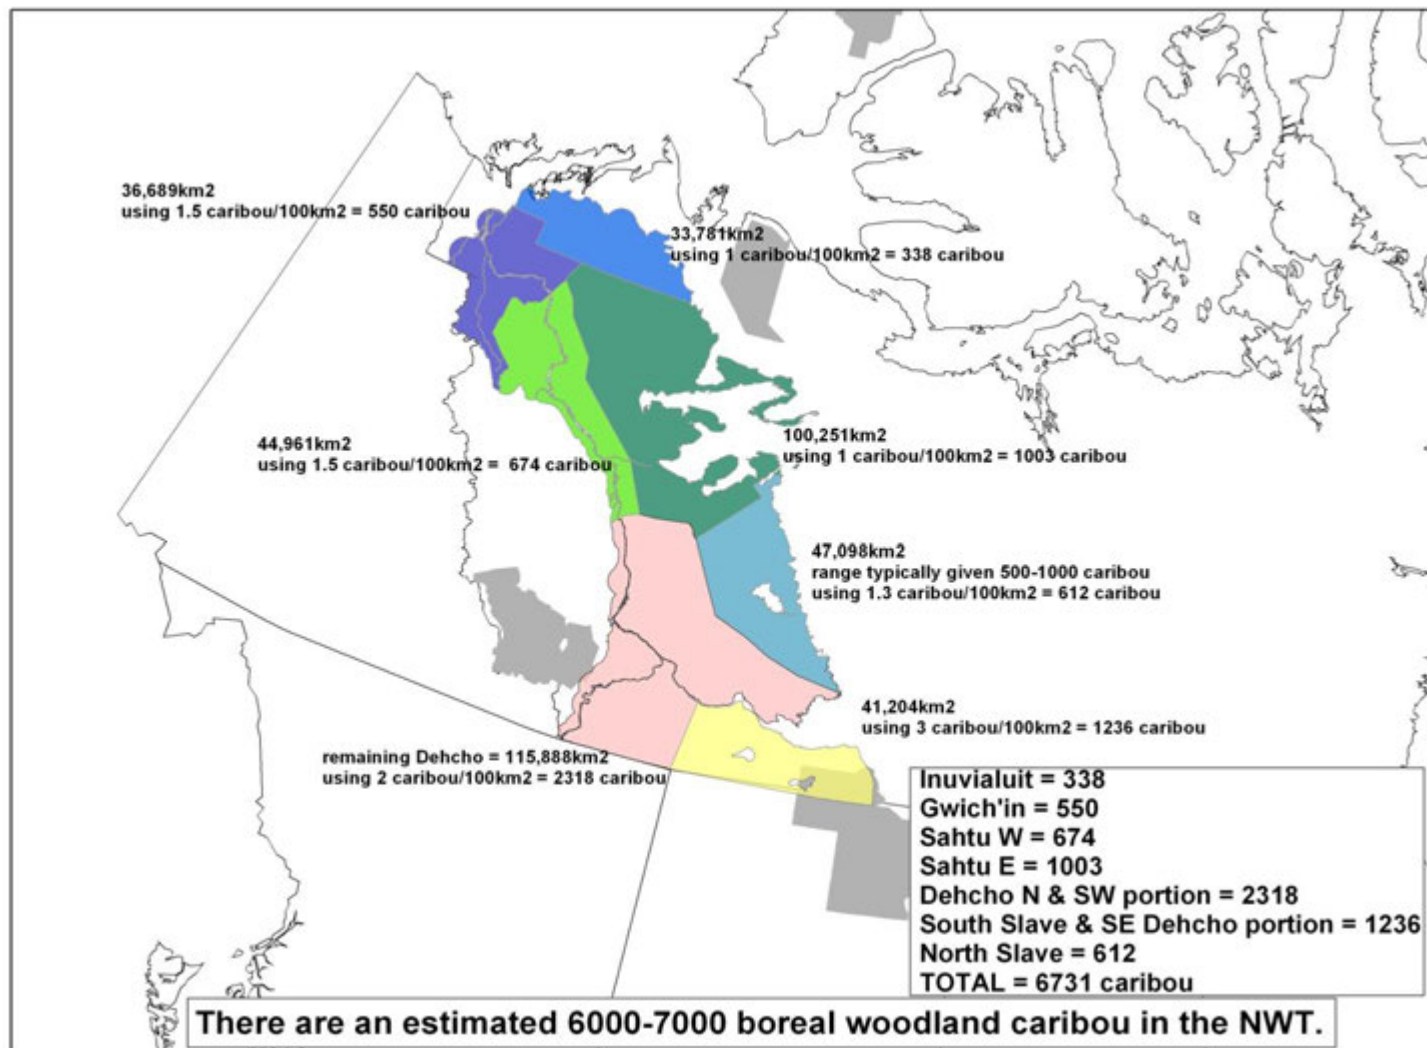 36,689km2
using 1.5 caribou/100km2 = 550 caribou
33,781km2
using 1 caribou/100km2 = 338 caribou
44,961km2
using 1.5 caribou/100km2 = 674 caribou
100,251km2
using 1 caribou/100km2 = 1003 caribou
47,098km2
range typically given 500-1000 caribou
using 1.3 caribou/100km2 = 612 caribou
41,204km2
using 3 caribou/100km2 = 1236 caribou
remaining Dehcho = 115,888km2
using 2 caribou/100km2 = 2318 caribou
Inuvialuit = 338
Gwich'in = 550
Sahtu W = 674
Sahtu E = 1003
Dehcho N & SW portion = 2318
South Slave & SE Dehcho portion = 1236
North Slave = 612
TOTAL = 6731 caribou
There are an estimated 6000-7000 boreal woodland caribou in the NWT.